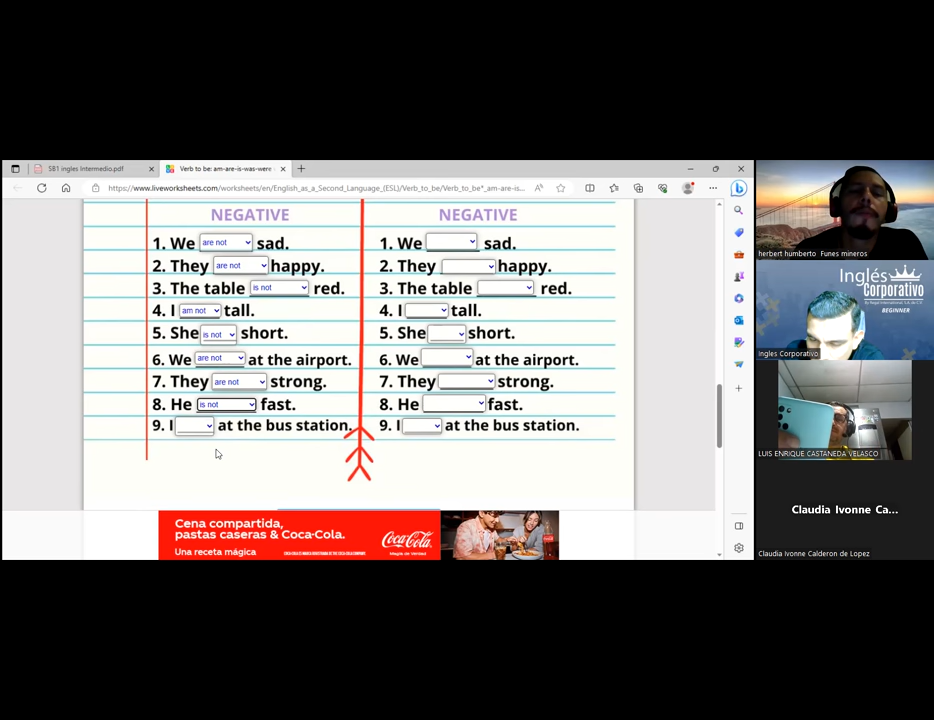 SB1 ingles Intermedio.pdf
Verb to be: am-are-is-was-were
https://www.liveworksheets.com/worksheets/en/English_as_a_Second_Language_(ESL)/Verb_to_be/Verb_to_be*_am-are-is...
NEGATIVE
1. We are not sad.
2. They are not happy.
3. The table is not red.
4. I am not tall.
5. She is not short.
6. We are not at the airport.
7. They are not strong.
8. He is not fast.
9. I at the bus station.
NEGATIVE
1. We sad.
2. They happy.
3. The table red.
4. I tall.
5. She short.
6. We at the airport.
7. They strong.
8. He fast.
9. I at the bus station.
Cena compartida,
pastas caseras & Coca-Cola.
Una receta mágica
Coca-Cola
Magia de Verdad
herbert humberto Funes mineros
Inglés
Corporativo
BEGINNER
Ingles Corporativo
LUIS ENRIQUE CASTANEDA VELASCO
Claudia Ivonne Ca...
Claudia Ivonne Calderon de Lopez